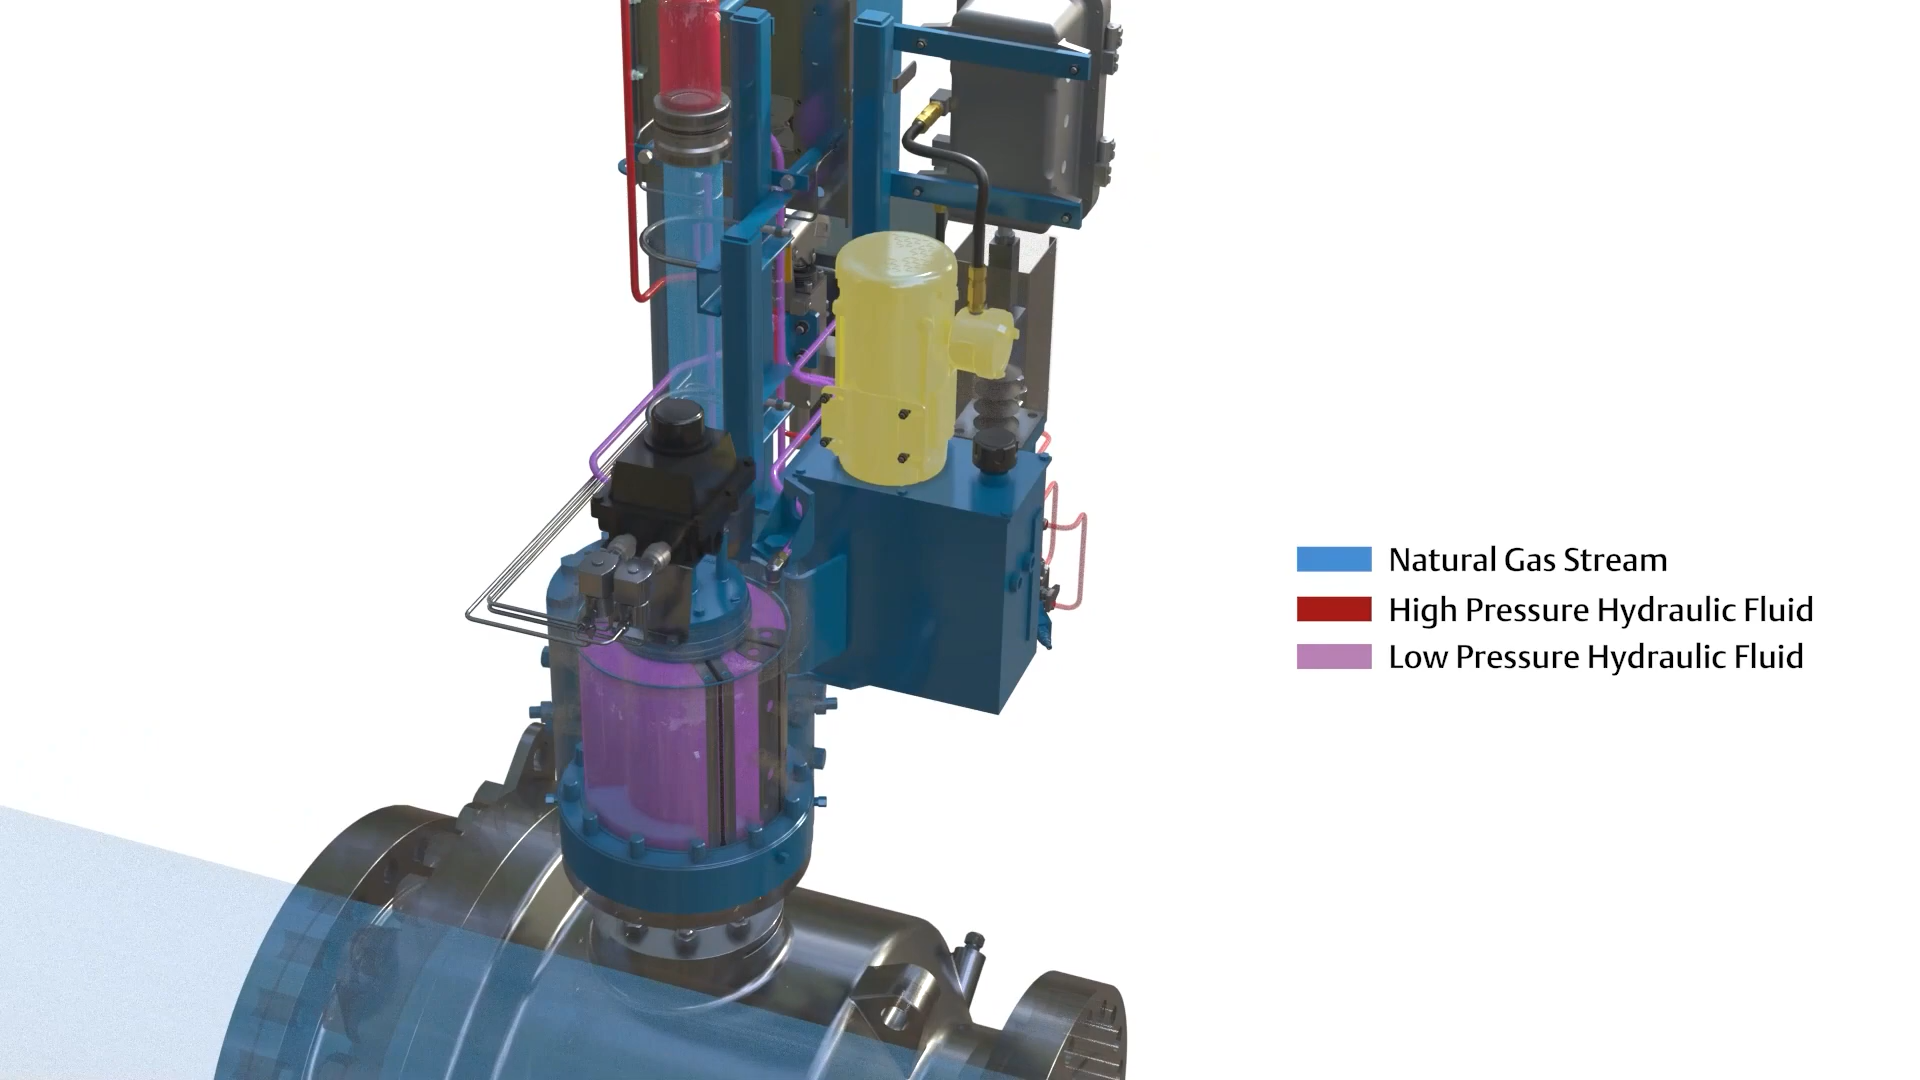 Natural Gas Stream
High Pressure Hydraulic Fluid
Low Pressure Hydraulic Fluid